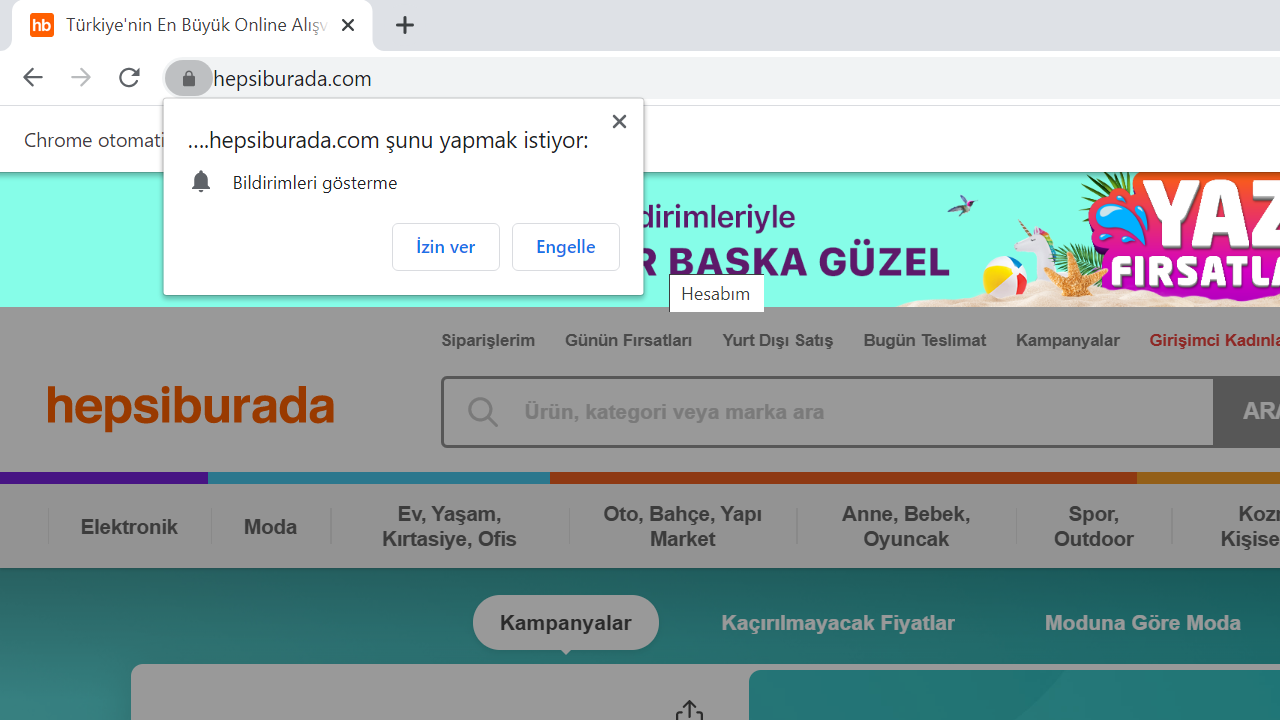 hb Türkiye'nin En Büyük Online Alışv
hepsiburada.com
Chrome otomati
....hepsiburada.com şunu yapmak istiyor:
Bildirimleri gösterme
İzin ver Engelle
dirimleriyle
R BAŞKA GÜZEL
YAZ
FIRSATLA
Hesabım
Siparişlerim Günün Fırsatları Yurt Dışı Satış Bugün Teslimat Kampanyalar Girişimci Kadınla
hepsiburada
Ürün, kategori veya marka ara
ARA
Elektronik
Moda
Ev, Yaşam,
Kırtasiye, Ofis
Oto, Bahçe, Yapı
Market
Anne, Bebek,
Oyuncak
Spor,
Outdoor
Kozm
Kişise
Kampanyalar Kaçırılmayacak Fiyatlar Moduna Göre Moda